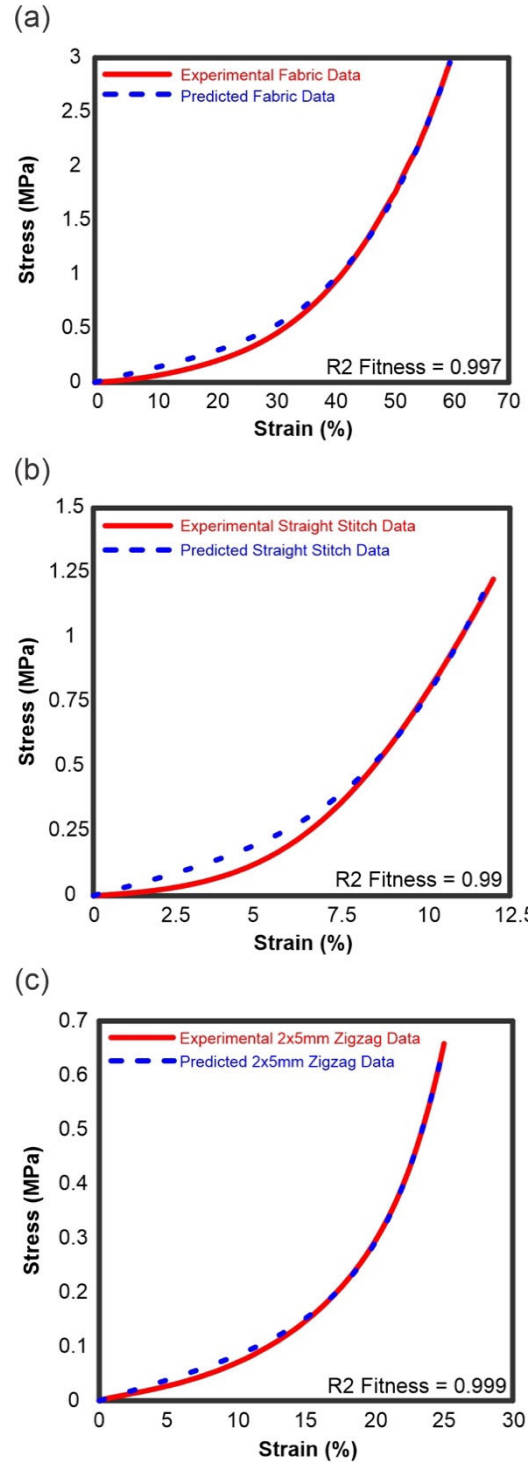 (a)
3
Experimental Fabric Data
Predicted Fabric Data
2.5
2
Stress (MPa)
1.5
1
0.5
R2 Fitness = 0.997
0
0 10 20 30 40 50 60 70
Strain (%)
(b)
1.5
Experimental Straight Stitch Data
Predicted Straight Stitch Data
1.25
1
Stress (MPa)
0.75
0.5
0.25
R2 Fitness = 0.99
0
0 2.5 5 7.5 10 12.5
Strain (%)
(c)
0.7
Experimental 2x5mm Zigzag Data
Predicted 2x5mm Zigzag Data
0.6
0.5
0.4
Stress (MPa)
0.3
0.2
0.1
R2 Fitness = 0.999
0
0 5 10 15 20 25 30
Strain (%)